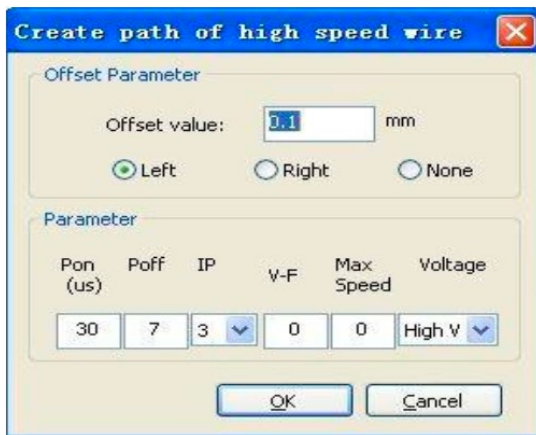 Create path of high speed wire
Offset Parameter
Offset value: 0.1 mm
Left Right None
Parameter
Pon (us) Poff IP V-F Max Speed Voltage
30 7 3 0 0 High V
OK Cancel